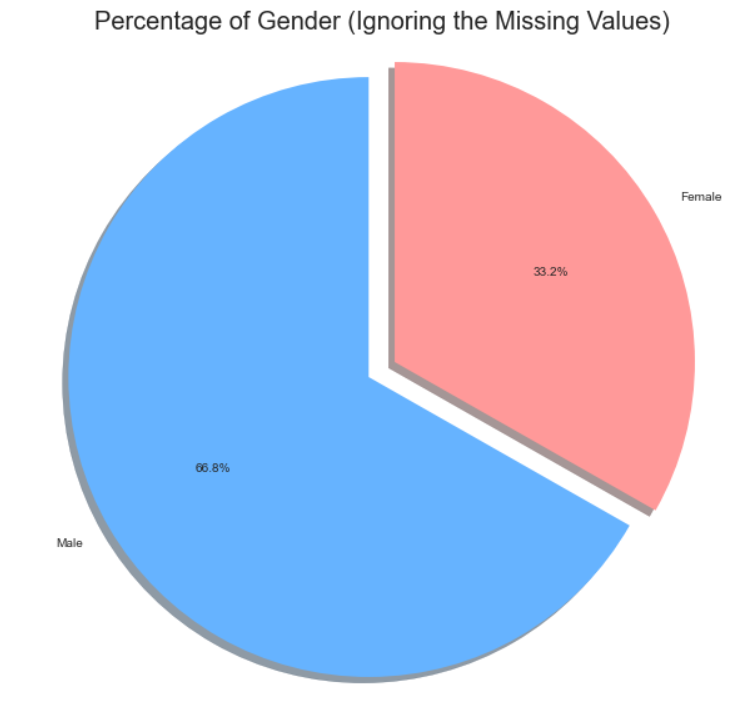 Percentage of Gender (Ignoring the Missing Values)
Female
33.2%
66.8%
Male